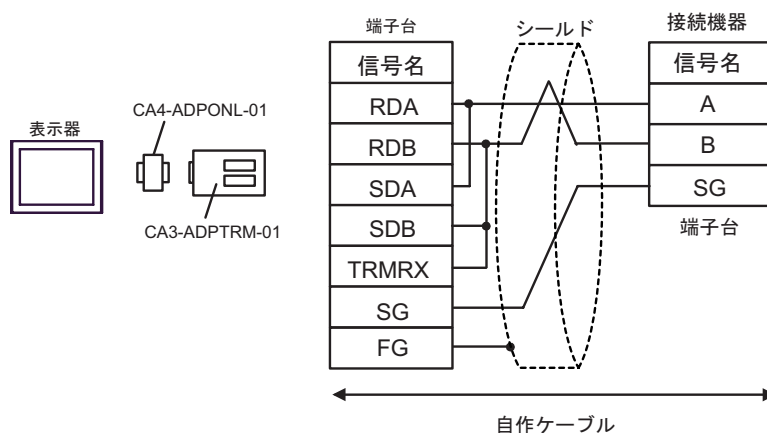 表示器
CA4-ADPONL-01
CA3-ADPTRM-01
端子台
信号名
RDA
RDB
SDA
SDB
TRMRX
SG
FG
シールド
接続機器
信号名
A
B
SG
端子台
自作ケーブル